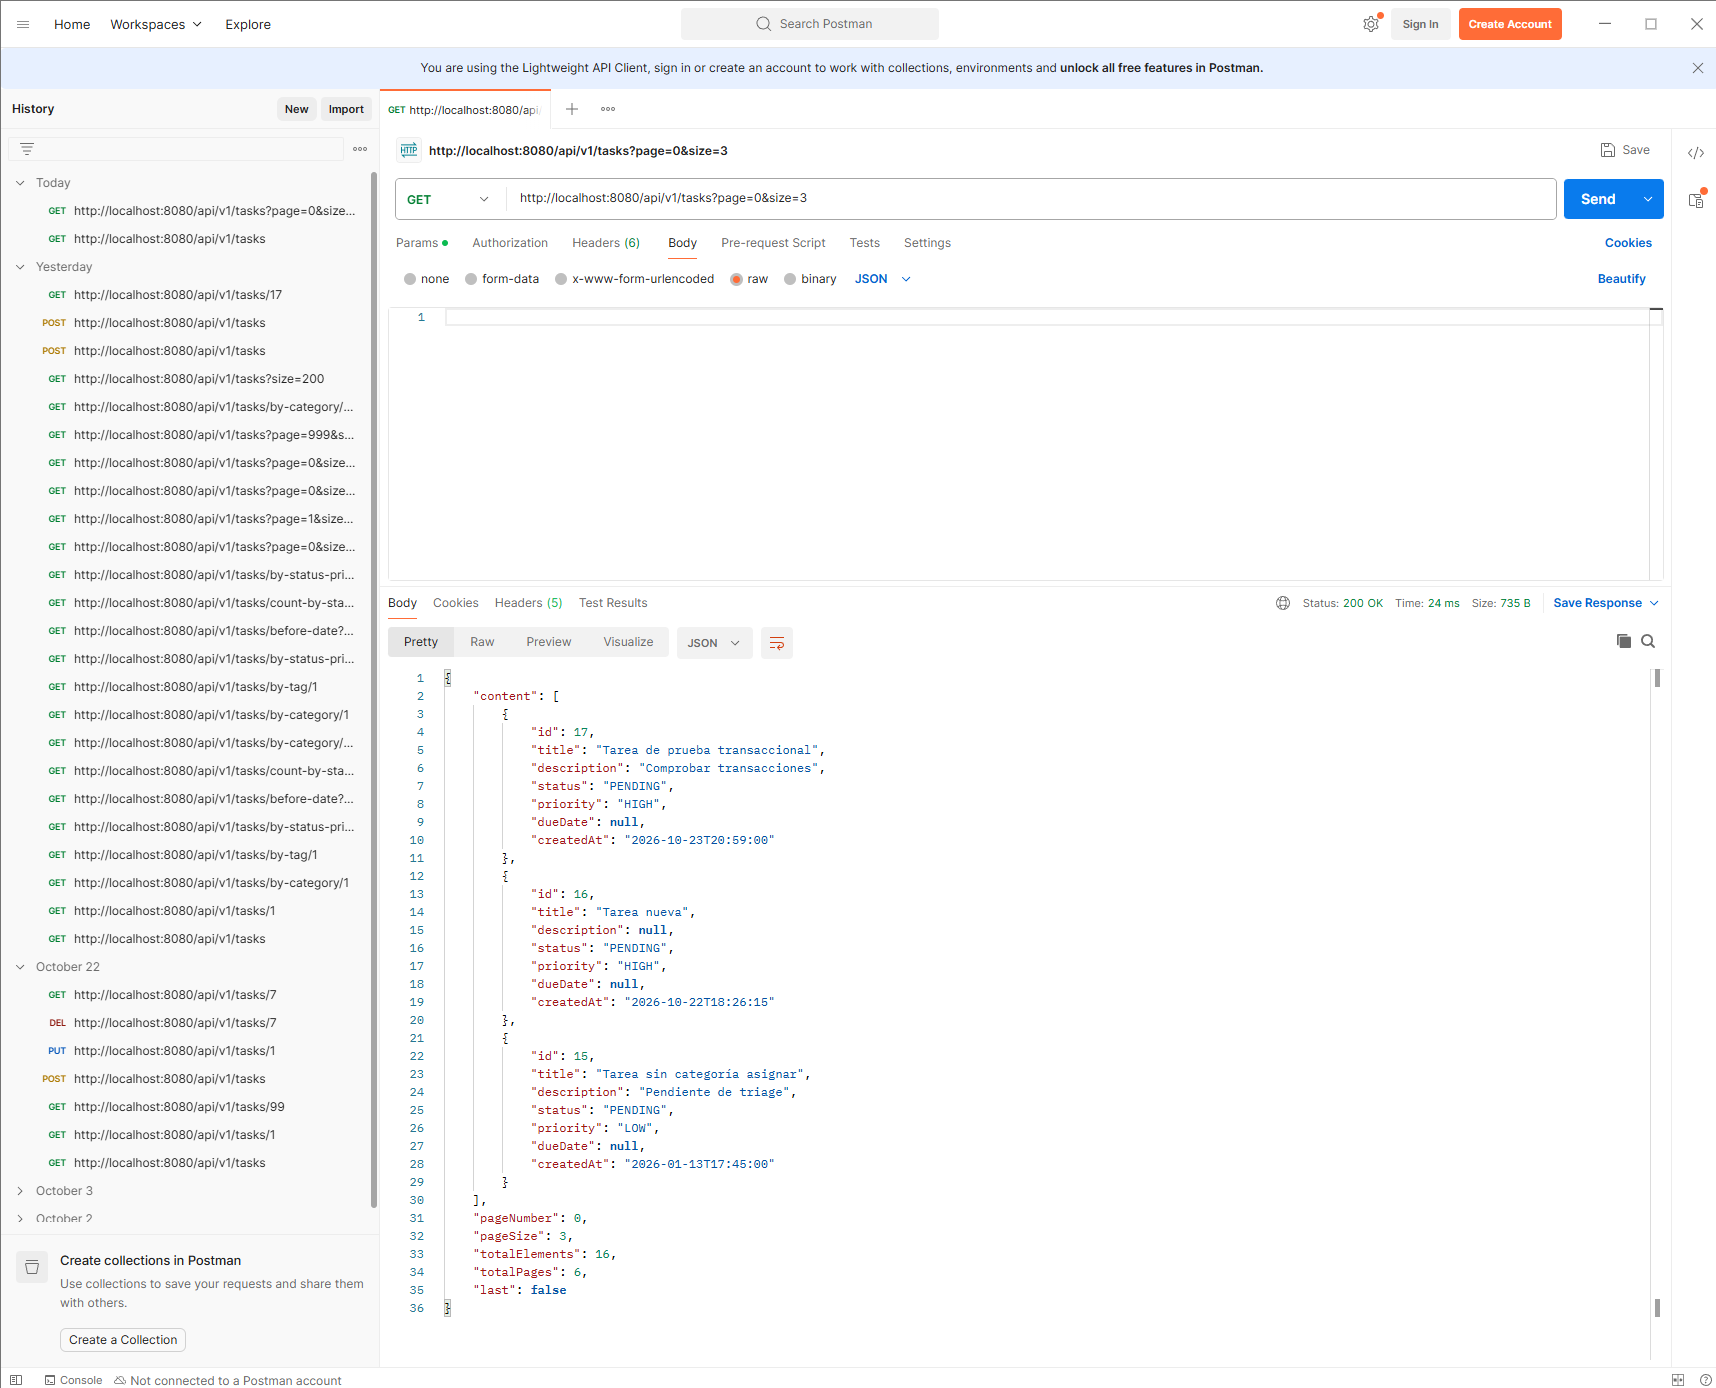 Home Workspaces Explore Search Postman Sign In Create Account
You are using the Lightweight API Client, sign in or create an account to work with collections, environments and unlock all free features in Postman.
History New Import
Today
GET http://localhost:8080/api/v1/tasks?page=0&size...
GET http://localhost:8080/api/v1/tasks
Yesterday
GET http://localhost:8080/api/v1/tasks/17
POST http://localhost:8080/api/v1/tasks
POST http://localhost:8080/api/v1/tasks
GET http://localhost:8080/api/v1/tasks?size=200
GET http://localhost:8080/api/v1/tasks/by-category/...
GET http://localhost:8080/api/v1/tasks?page=999&s...
GET http://localhost:8080/api/v1/tasks?page=0&size...
GET http://localhost:8080/api/v1/tasks?page=0&size...
GET http://localhost:8080/api/v1/tasks?page=1&size...
GET http://localhost:8080/api/v1/tasks?page=0&size...
GET http://localhost:8080/api/v1/tasks/by-status-pri...
GET http://localhost:8080/api/v1/tasks/count-by-sta...
GET http://localhost:8080/api/v1/tasks/before-date?...
GET http://localhost:8080/api/v1/tasks/by-status-pri...
GET http://localhost:8080/api/v1/tasks/by-tag/1
GET http://localhost:8080/api/v1/tasks/by-category/1
GET http://localhost:8080/api/v1/tasks/by-category/...
GET http://localhost:8080/api/v1/tasks/count-by-sta...
GET http://localhost:8080/api/v1/tasks/before-date?...
GET http://localhost:8080/api/v1/tasks/by-status-pri...
GET http://localhost:8080/api/v1/tasks/by-tag/1
GET http://localhost:8080/api/v1/tasks/by-category/1
GET http://localhost:8080/api/v1/tasks/1
GET http://localhost:8080/api/v1/tasks
October 22
GET http://localhost:8080/api/v1/tasks/7
DEL http://localhost:8080/api/v1/tasks/7
PUT http://localhost:8080/api/v1/tasks/1
POST http://localhost:8080/api/v1/tasks
GET http://localhost:8080/api/v1/tasks/99
GET http://localhost:8080/api/v1/tasks/1
GET http://localhost:8080/api/v1/tasks
October 3
October 2
Create collections in Postman
Use collections to save your requests and share them
with others.
Create a Collection
GET http://localhost:8080/api/
HTTP http://localhost:8080/api/v1/tasks?page=0&size=3 Save
GET http://localhost:8080/api/v1/tasks?page=0&size=3 Send
Params Authorization Headers (6) Body Pre-request Script Tests Settings Cookies
none form-data x-www-form-urlencoded raw binary JSON Beautify
1
Body Cookies Headers (5) Test Results Status: 200 OK Time: 24 ms Size: 735 B Save Response
Pretty Raw Preview Visualize JSON
1 {
2 "content": [
3 {
4 "id": 17,
5 "title": "Tarea de prueba transaccional",
6 "description": "Comprobar transacciones",
7 "status": "PENDING",
8 "priority": "HIGH",
9 "dueDate": null,
10 "createdAt": "2026-10-23T20:59:00"
11 },
12 {
13 "id": 16,
14 "title": "Tarea nueva",
15 "description": null,
16 "status": "PENDING",
17 "priority": "HIGH",
18 "dueDate": null,
19 "createdAt": "2026-10-22T18:26:15"
20 },
21 {
22 "id": 15,
23 "title": "Tarea sin categoría asignar",
24 "description": "Pendiente de triage",
25 "status": "PENDING",
26 "priority": "LOW",
27 "dueDate": null,
28 "createdAt": "2026-01-13T17:45:00"
29 }
30 ],
31 "pageNumber": 0,
32 "pageSize": 3,
33 "totalElements": 16,
34 "totalPages": 6,
35 "last": false
36 }
Console Not connected to a Postman account